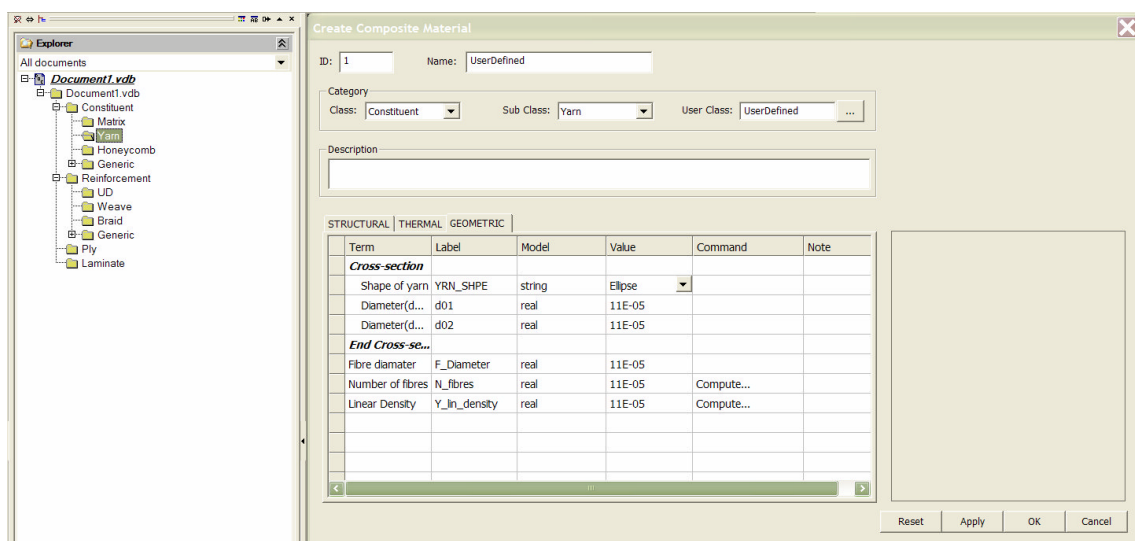 Explorer
All documents
Document1.vdb
Document1.vdb
Constituent
Matrix
Yarn
Honeycomb
Generic
Reinforcement
UD
Weave
Braid
Generic
Ply
Laminate
Create Composite Material
ID: 1 Name: UserDefined
Category
Class: Constituent Sub Class: Yarn User Class: UserDefined ...
Description
STRUCTURAL THERMAL GEOMETRIC
Term Label Model Value Command Note
Cross-section
Shape of yarn YRN_SHPE string Ellipse
Diameter(d... d01 real 11E-05
Diameter(d... d02 real 11E-05
End Cross-se...
Fibre diamater F_Diameter real 11E-05
Number of fibres N_fibres real 11E-05 Compute...
Linear Density Y_lin_density real 11E-05 Compute...
Reset Apply OK Cancel